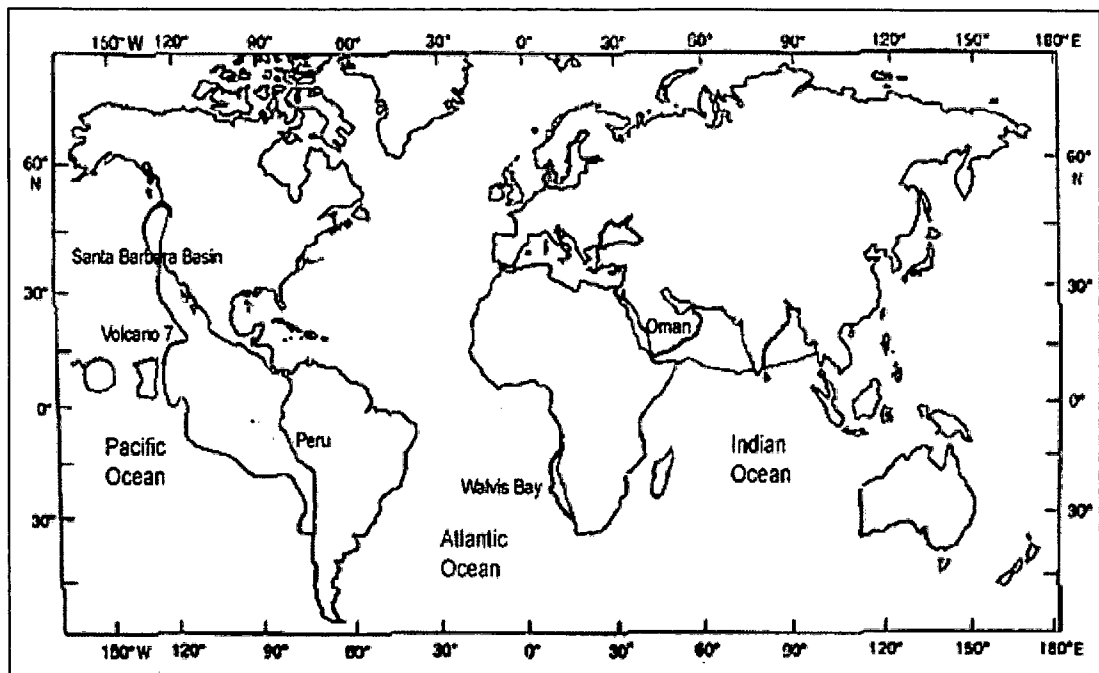 150° W 120° 90° 60° 30° 0° 30° 60° 90° 120° 150° 180° E
60° 60°
N N
Santa Barbara Basin
30° 30°
Volcano 7 Oman
0° 0°
Peru
Pacific
Ocean
Indian
Ocean
Walvis Bay
30° 30°
Atlantic
Ocean
150° W 120° 90° 60° 30° 0° 30° 60° 90° 120° 150° 180° E